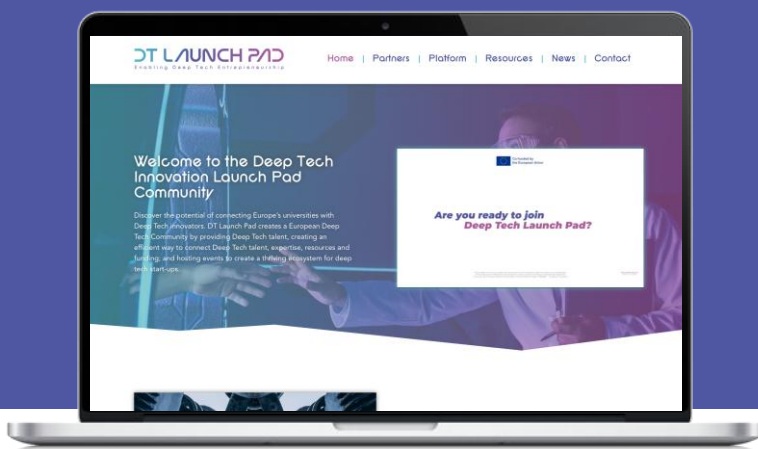 DT LAUNCH PAD
Enabling Deep Tech Entrepreneurship
Home | Partners | Platform | Resources | News | Contact
Welcome to the Deep Tech
Innovation Launch Pad
Community
Discover the potential of connecting Europe's universities with
Deep Tech innovators. DT Launch Pad creates a European Deep
Tech Community by providing Deep Tech talent, creating an
efficient way to connect Deep Tech talent, expertise, resources and
funding, and hosting events to create a thriving ecosystem for deep
tech start-ups.
the European Union
Are you ready to join
Deep Tech Launch Pad?